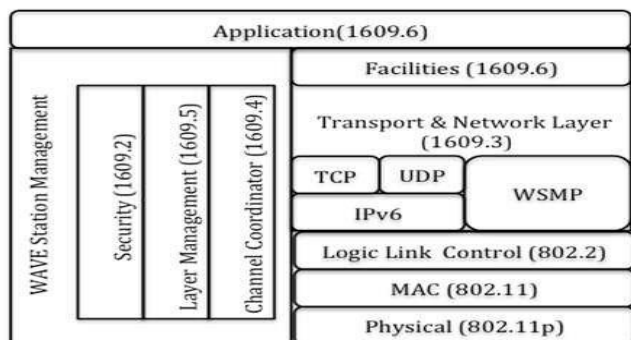 Application(1609.6)
WAVE Station Management
Security (1609.2)
Layer Management (1609.5)
Channel Coordinator (1609.4)
Facilities (1609.6)
Transport & Network Layer
(1609.3)
TCP
UDP
WSMP
IPv6
Logic Link Control (802.2)
MAC (802.11)
Physical (802.11p)